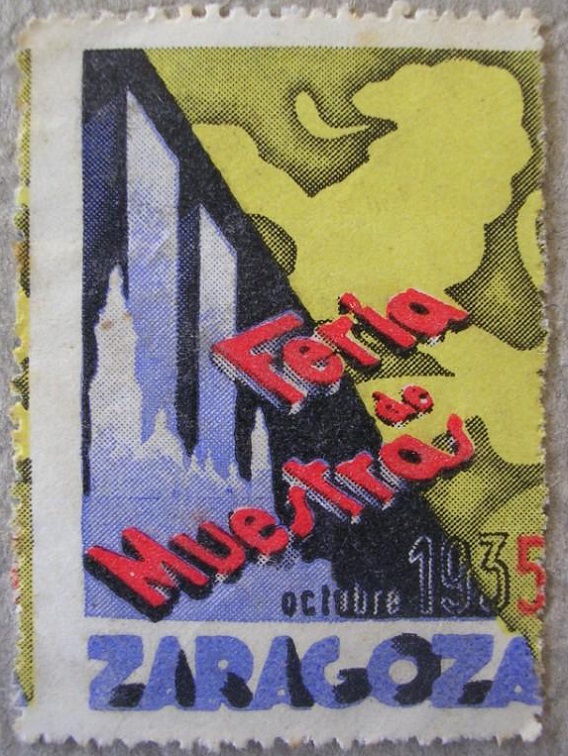 Feria
de
Muestras
octubre 1935
ZARAGOZA